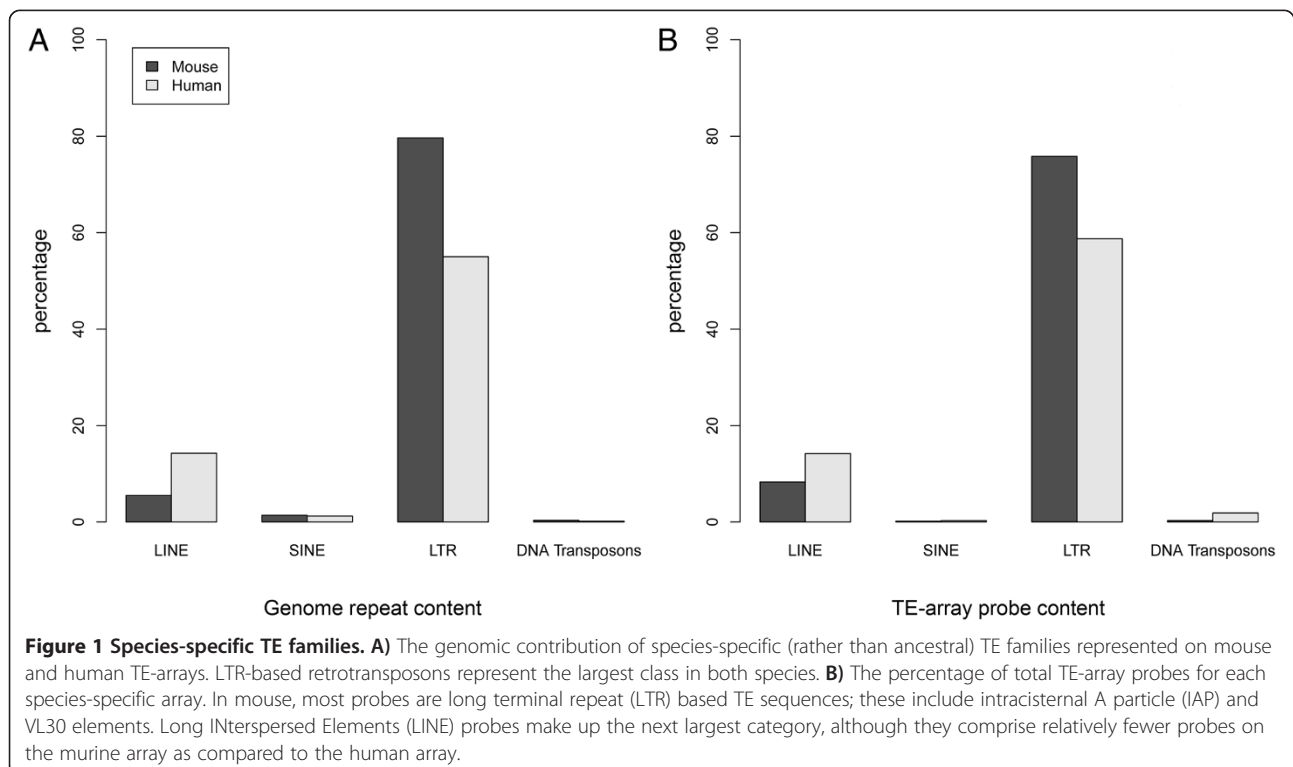 A
B
Mouse
Human
percentage
0
20
40
60
80
100
LINE
SINE
LTR
DNA Transposons
Genome repeat content
percentage
0
20
40
60
80
100
LINE
SINE
LTR
DNA Transposons
TE-array probe content
Figure 1 Species-specific TE families. A) The genomic contribution of species-specific (rather than ancestral) TE families represented on mouse
and human TE-arrays. LTR-based retrotransposons represent the largest class in both species. B) The percentage of total TE-array probes for each
species-specific array. In mouse, most probes are long terminal repeat (LTR) based TE sequences; these include intracisternal A particle (IAP) and
VL30 elements. Long INterspersed Elements (LINE) probes make up the next largest category, although they comprise relatively fewer probes on
the murine array as compared to the human array.